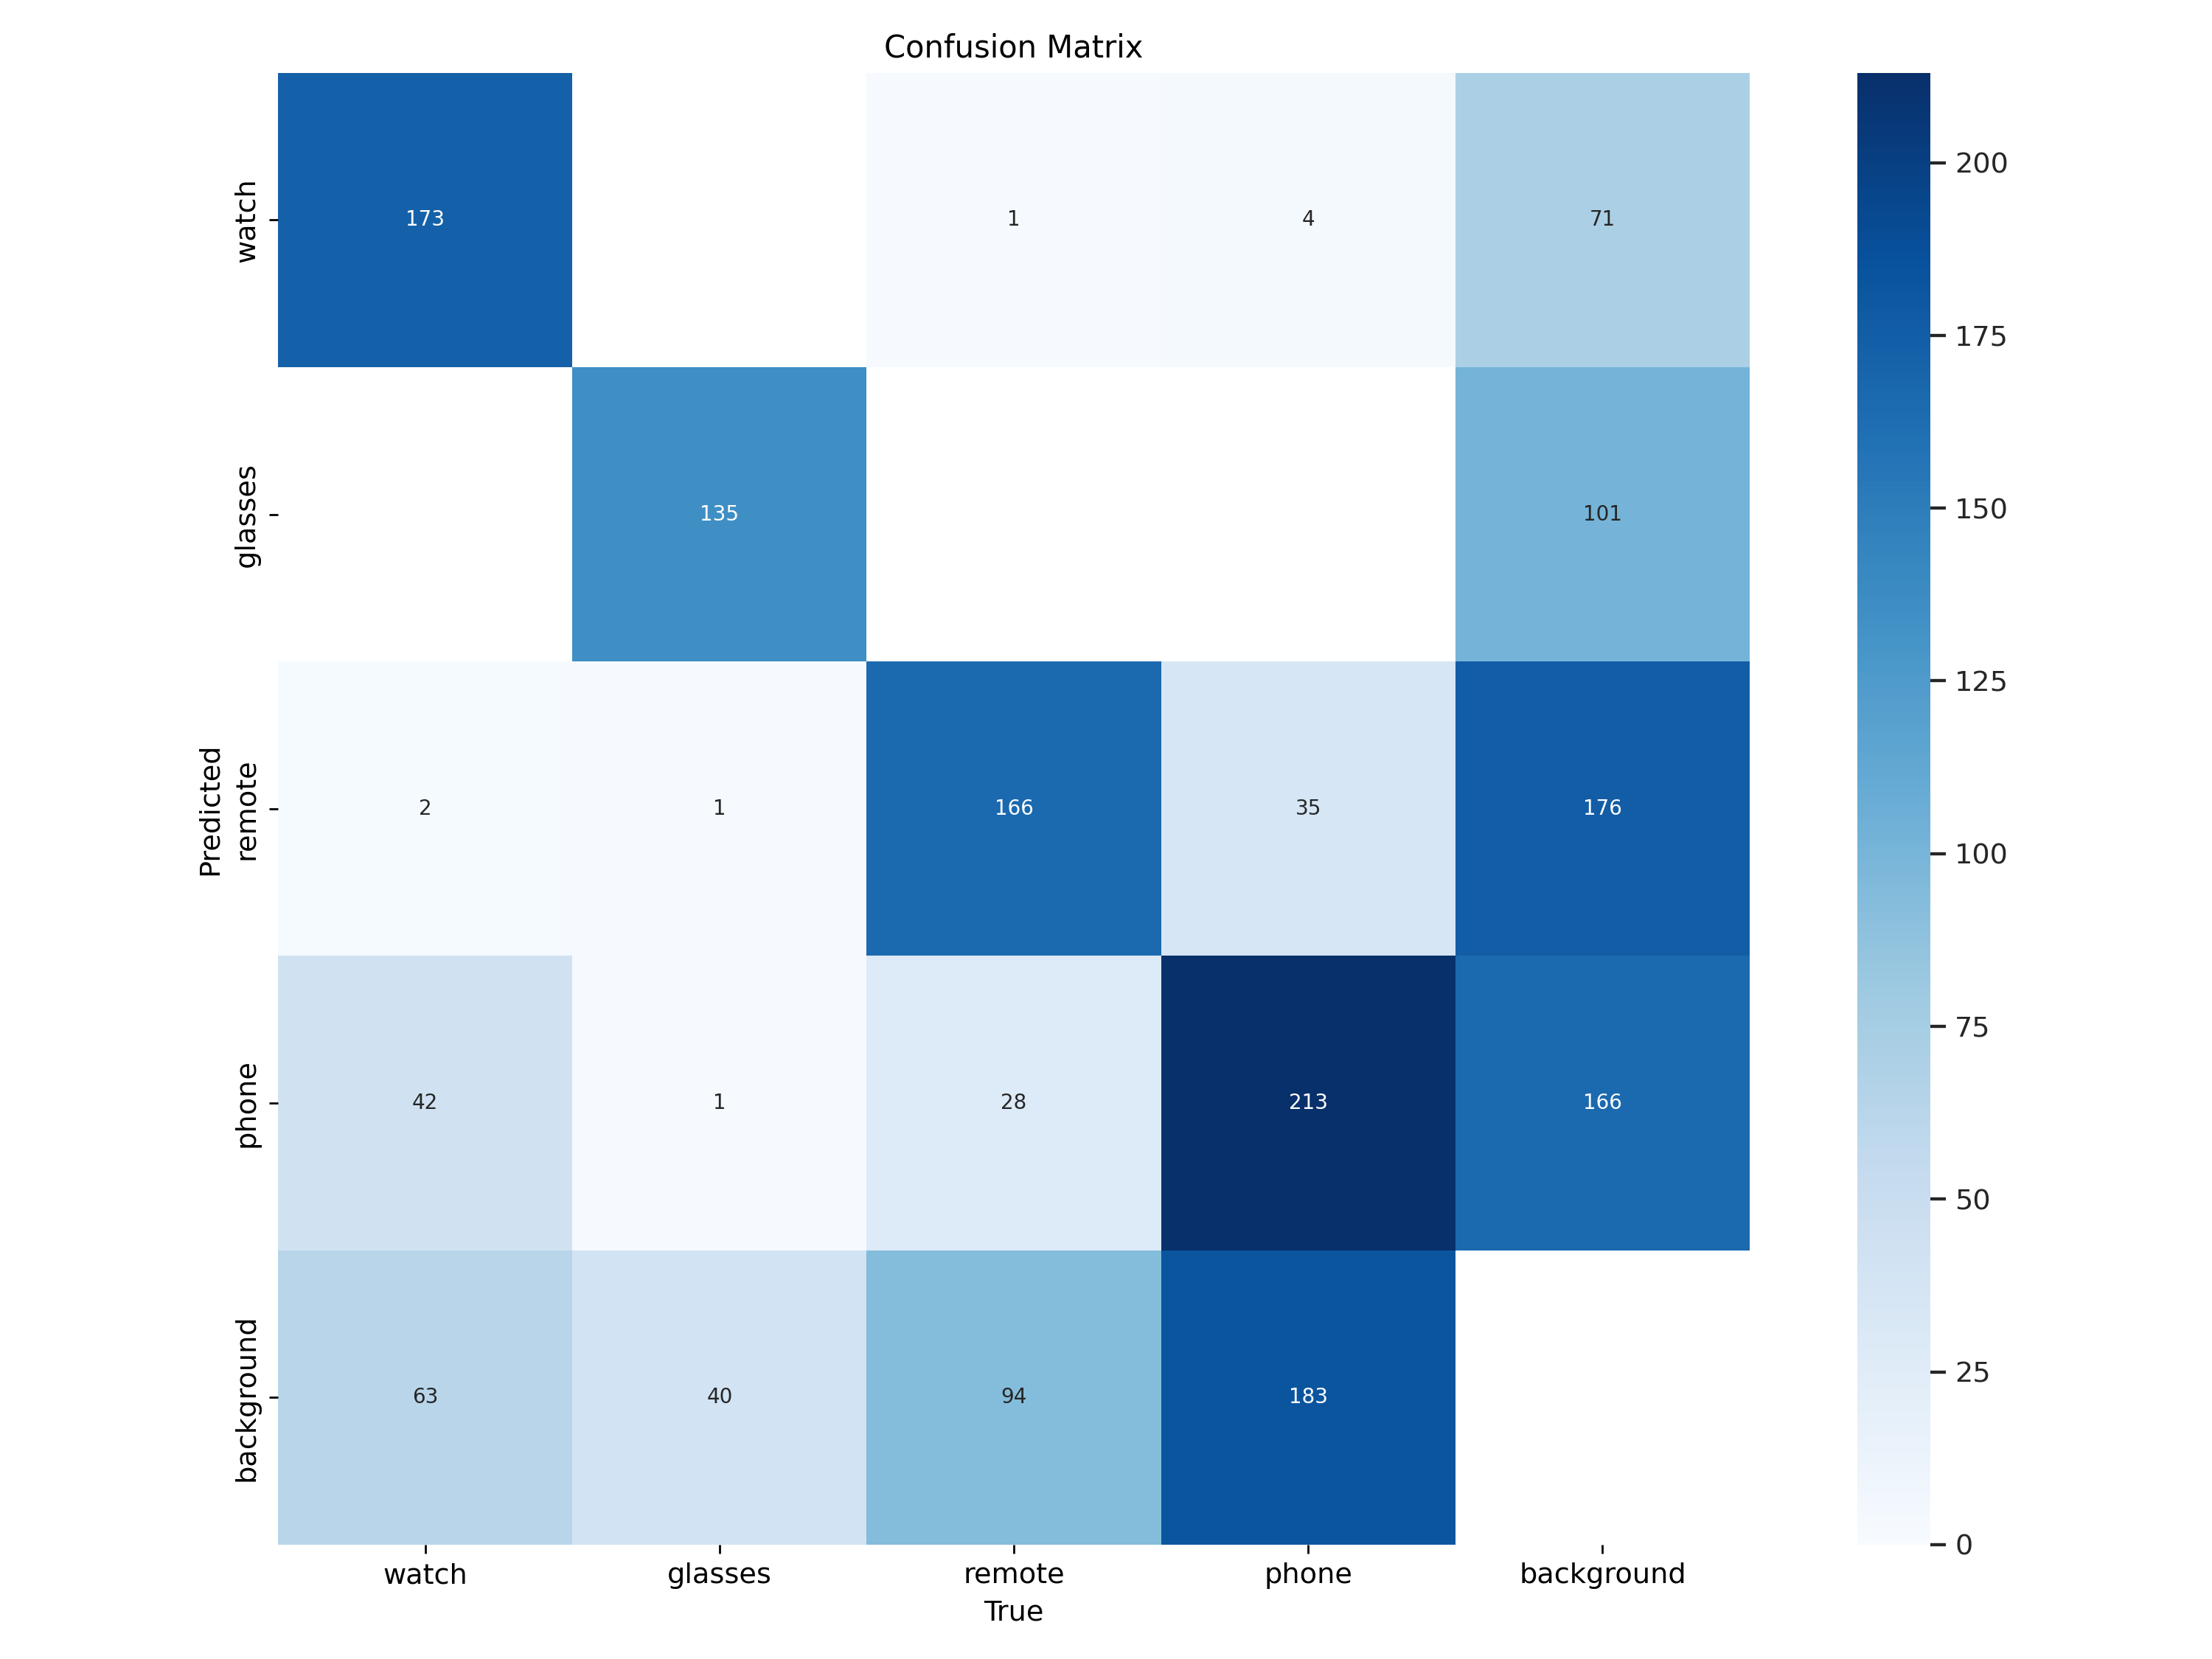 Confusion Matrix
watch
173
1
4
71
glasses
135
101
Predicted
remote
2
1
166
35
176
phone
42
1
28
213
166
background
63
40
94
183
watch
glasses
remote
phone
background
True
200
175
150
125
100
75
50
25
0